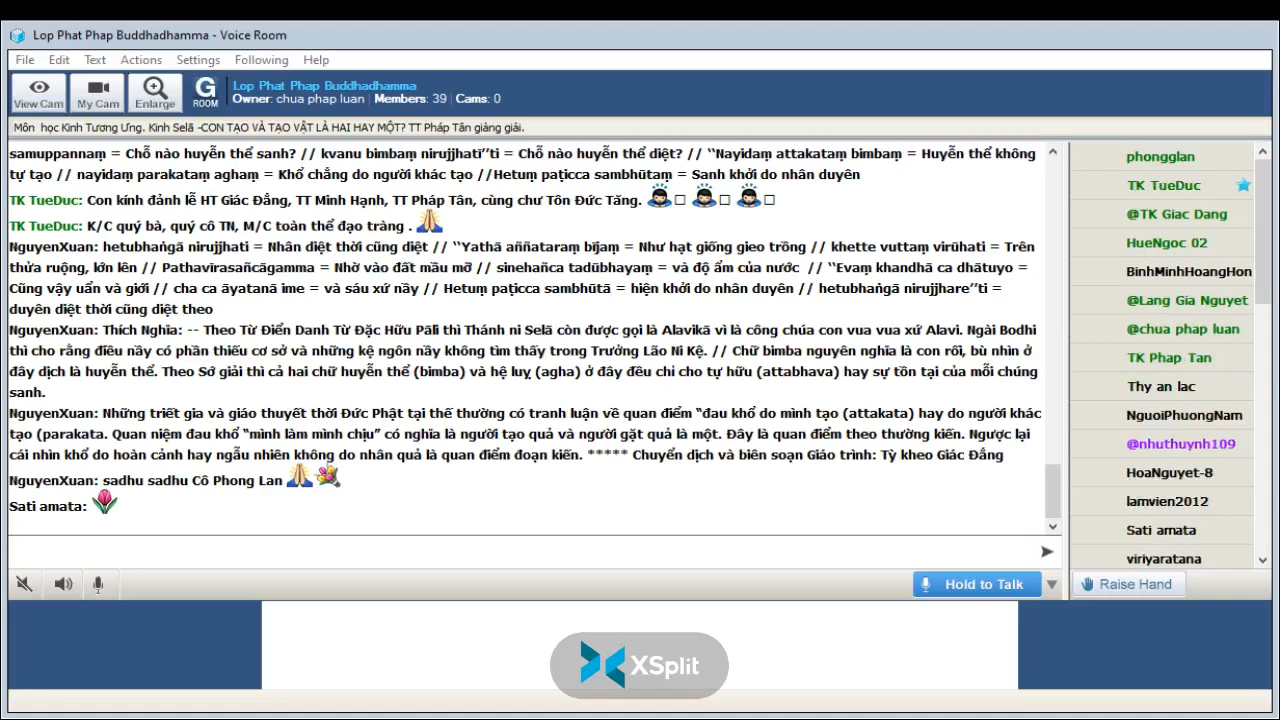 Lop Phat Phap Buddhadhamma - Voice Room
File Edit Text Actions Settings Following Help
View Cam
My Cam
Enlarge
G ROOM
Lop Phat Phap Buddhadhamma
Owner: chua phap luan | Members: 39 | Cams: 0
Môn học Kinh Tương Ưng. Kinh Selā -CON TẠO VÀ TẠO VẬT LÀ HAI HAY MỘT? TT Pháp Tân giảng giải.
samuppannaṃ = Chỗ nào huyễn thể sanh? // kvanu bimbaṃ nirujjhatī’’ti = Chỗ nào huyễn thể diệt? // ‘‘Nayidaṃ attakataṃ bimbaṃ = Huyễn thể không
tự tạo // nayidaṃ parakataṃ aghaṃ = Khổ chẳng do người khác tạo //Hetuṃ paṭicca sambhūtaṃ = Sanh khởi do nhân duyên
TK TueDuc: Con kính đảnh lễ HT Giác Đẳng, TT Minh Hạnh, TT Pháp Tân, cùng chư Tôn Đức Tăng.
TK TueDuc: K/C quý bà, quý cô TN, M/C toàn thể đạo tràng .
NguyenXuan: hetubhaṅgā nirujjhati = Nhân diệt thời cũng diệt // ‘‘Yathā aññataraṃ bījaṃ = Như hạt giống gieo trồng // khette vuttaṃ virūhati = Trên
thửa ruộng, lớn lên // Pathavīrasañcāgamma = Nhờ vào đất mầu mỡ // sinehañca tadūbhayaṃ = và độ ẩm của nước // ‘‘Evaṃ khandhā ca dhātuyo =
Cũng vậy uẩn và giới // cha ca āyatanā ime = và sáu xứ nầy // Hetuṃ paṭicca sambhūtā = hiện khởi do nhân duyên // hetubhaṅgā nirujjhare’’ti =
duyên diệt thời cũng diệt theo
NguyenXuan: Thích Nghĩa: -- Theo Từ Điển Danh Từ Đặc Hữu Pāli thì Thánh ni Selā còn được gọi là Alavikā vì là công chúa con vua vua xứ Alavi. Ngài Bodhi
thì cho rằng điều nầy có phần thiếu cơ sở và những kệ ngôn nầy không tìm thấy trong Trưởng Lão Ni Kệ. // Chữ bimba nguyên nghĩa là con rối, bù nhìn ở
đây dịch là huyễn thể. Theo Sớ giải thì cả hai chữ huyễn thể (bimba) và hệ luỵ (agha) ở đây đều chỉ cho tự hữu (attabhava) hay sự tồn tại của mỗi chúng
sanh.
NguyenXuan: Những triết gia và giáo thuyết thời Đức Phật tại thế thường có tranh luận về quan điểm “đau khổ do mình tạo (attakata) hay do người khác
tạo (parakata. Quan niệm đau khổ “mình làm mình chịu” có nghĩa là người tạo quả và người gặt quả là một. Đây là quan điểm theo thường kiến. Ngược lại
cái nhìn khổ do hoàn cảnh hay ngẫu nhiên không do nhân quả là quan điểm đoạn kiến. ***** Chuyển dịch và biên soạn Giáo trình: Tỳ kheo Giác Đẳng
NguyenXuan: sadhu sadhu Cô Phong Lan
Sati amata:
phongglan
TK TueDuc
@TK Giac Dang
HueNgoc 02
BinhMinhHoangHon
@Lang Gia Nguyet
@chua phap luan
TK Phap Tan
Thy an lac
NguoiPhuongNam
@nhuthuynh109
HoaNguyet-8
lamvien2012
Sati amata
viriyaratana
Hold to Talk
Raise Hand
XSplit